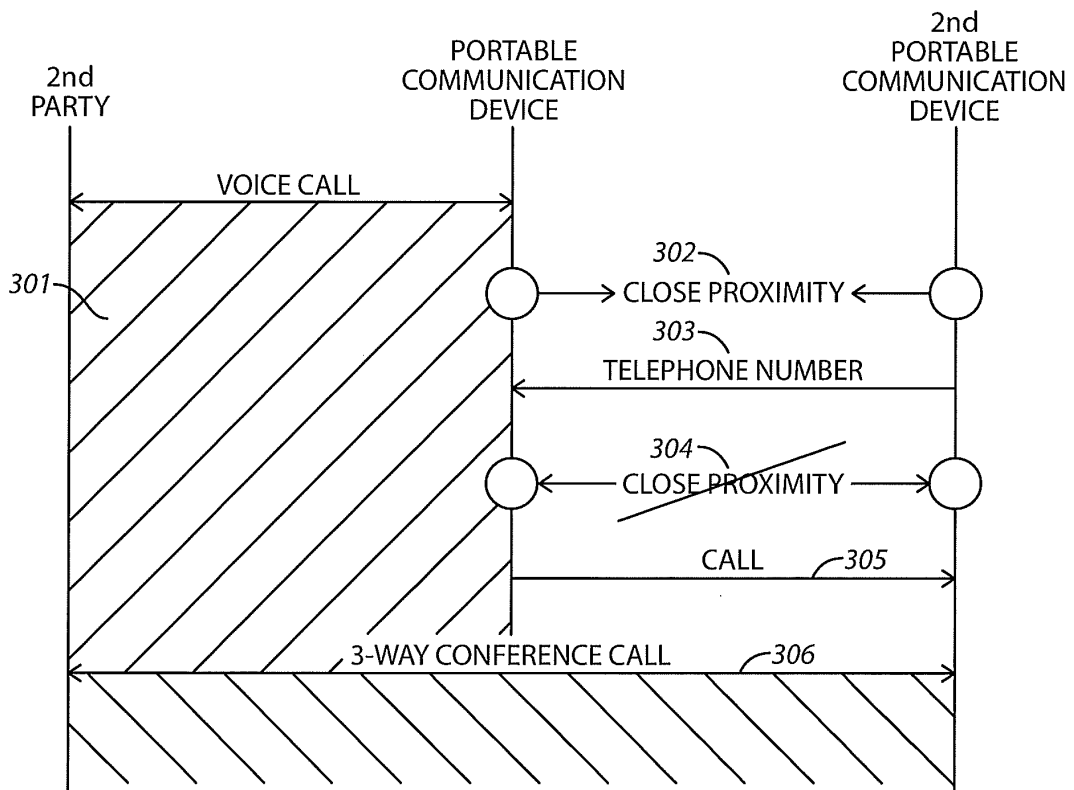 2nd
PARTY
PORTABLE
COMMUNICATION
DEVICE
2nd
PORTABLE
COMMUNICATION
DEVICE
VOICE CALL
301
302
CLOSE PROXIMITY
303
TELEPHONE NUMBER
304
CLOSE PROXIMITY
CALL
305
3-WAY CONFERENCE CALL
306